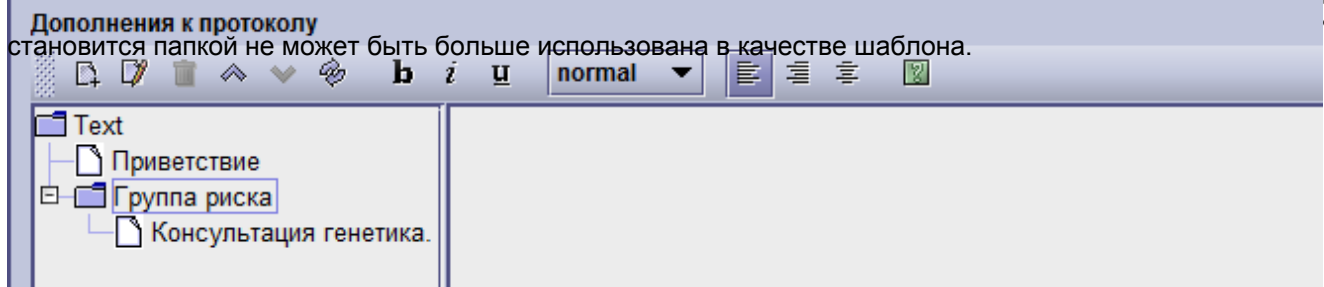 Дополнения к протоколу
становится папкой не может быть больше использована в качестве шаблона.
b i u normal
Text
Приветствие
Группа риска
Консультация генетика.